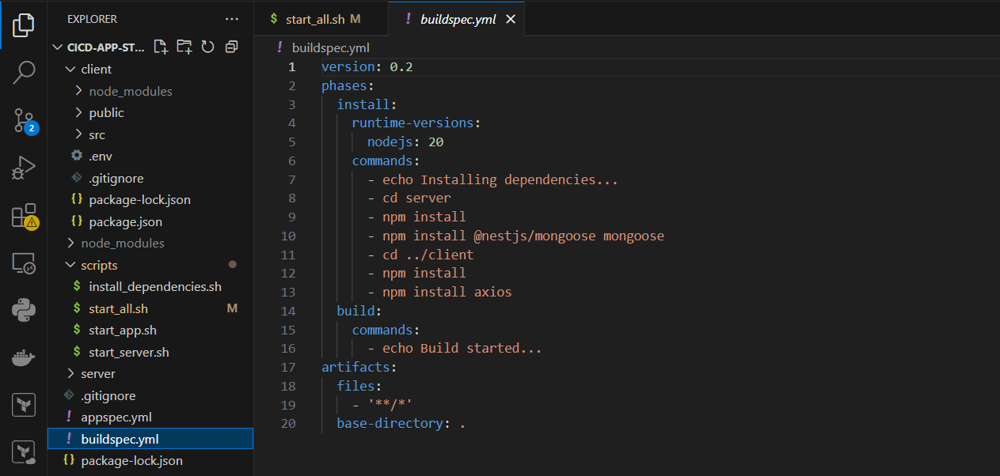 EXPLORER
CICD-APP-ST...
client
node_modules
public
src
.env
.gitignore
package-lock.json
package.json
node_modules
scripts
install_dependencies.sh
start_all.sh M
start_app.sh
start_server.sh
server
.gitignore
appspec.yml
buildspec.yml
package-lock.json
2
start_all.sh M
buildspec.yml
buildspec.yml
1 version: 0.2
2 phases:
3   install:
4     runtime-versions:
5       nodejs: 20
6     commands:
7       - echo Installing dependencies...
8       - cd server
9       - npm install
10       - npm install @nestjs/mongoose mongoose
11       - cd ../client
12       - npm install
13       - npm install axios
14   build:
15     commands:
16       - echo Build started...
17 artifacts:
18   files:
19     - '**/*'
20   base-directory: .